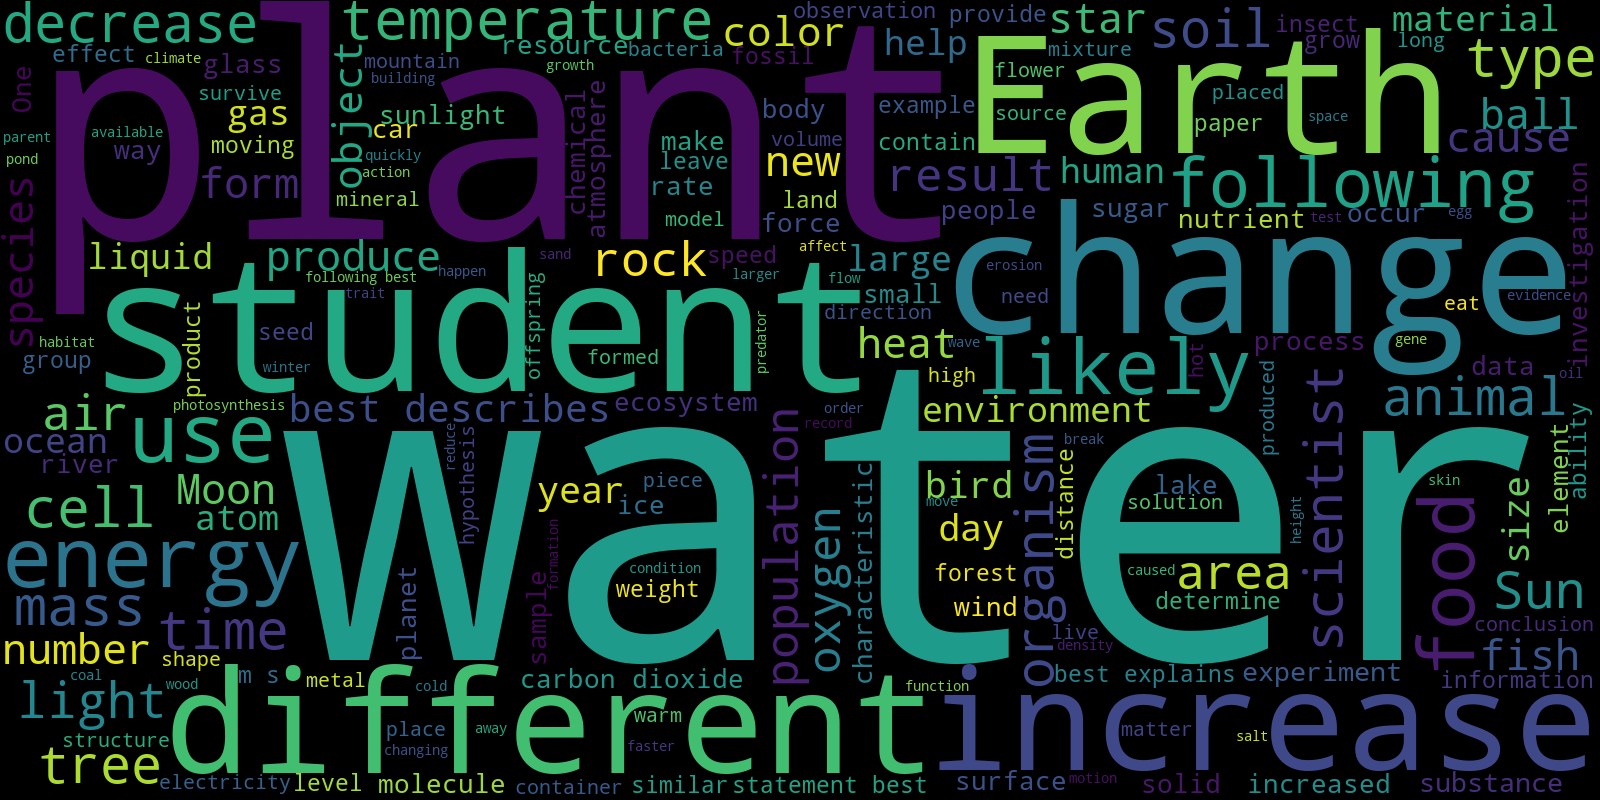 decrease
temperature
observation
provide
star
soil
insect
material
effect
climate
glass
object
mountain
building
resource
bacteria
growth
color
fossil
help
Earth
mixture
flower
grow
long
type
One
survive
gas
plant
sunlight
car
chemical
atmosphere
body
example
source
placed
paper
space
ball
parent
available
way
moving
quickly
action
make
leave
volume
new
contain
cause
pond
form
mineral
rate
land
model
force
result
human
following
species
people
sugar
nutrient
test
occur
egg
investigation
liquid
produce
following best
happen
trait
sand
rock
speed
affect
larger
flow
large
small
change
erosion
need
eat
evidence
habitat
group
product
seed
student
winter
offspring
formed
predator
direction
heat
wave
likely
process
hot
gene
data
oil
air
photosynthesis
best describes
ecosystem
order
record
high
environment
produced
scientist
animal
ocean
river
use
reduce
hypothesis
water
population
characteristic
organism
break
distance
element
ability
cell
Moon
atom
year
piece
ice
bird
move
day
lake
solution
height
skin
size
energy
mass
planet
sample
formation
condition
weight
oxygen
forest
wind
caused
area
determine
food
Sun
number
time
shape
live
density
conclusion
fish
light
coal
wood
m s
metal
cold
carbon dioxide
function
best explains
experiment
information
structure
different
place
changing
away
warm
faster
increase
matter
salt
tree
electricity
level
molecule
container
similar
statement best
surface
motion
solid
increased
substance